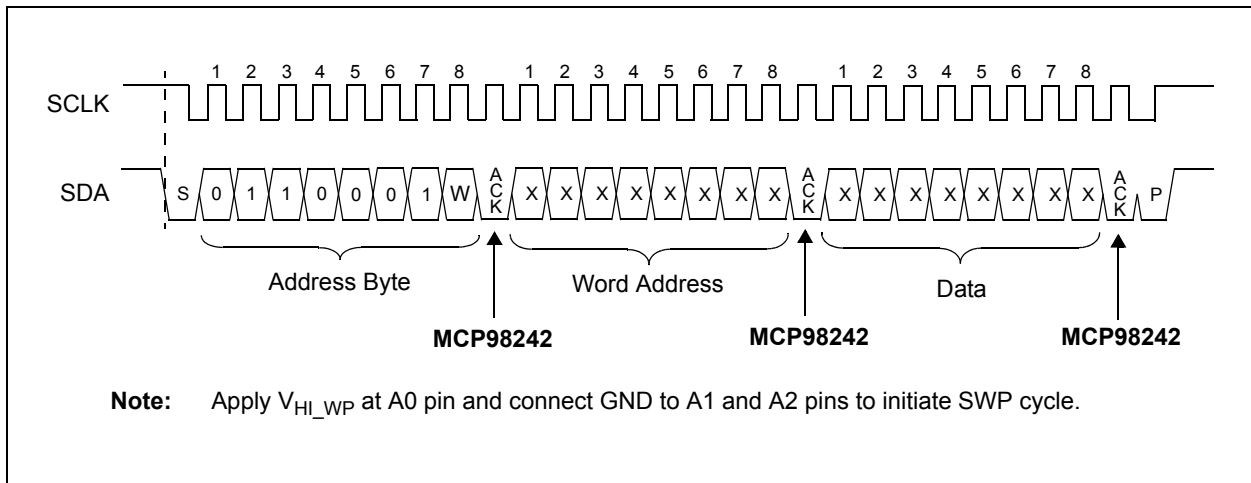 1 2 3 4 5 6 7 8 1 2 3 4 5 6 7 8 1 2 3 4 5 6 7 8
SCLK
SDA S 0 1 1 0 0 0 1 W ACK X X X X X X X X ACK X X X X X X X X ACK P
Address Byte Word Address Data
MCP98242 MCP98242 MCP98242
Note: Apply VHI_WP at A0 pin and connect GND to A1 and A2 pins to initiate SWP cycle.